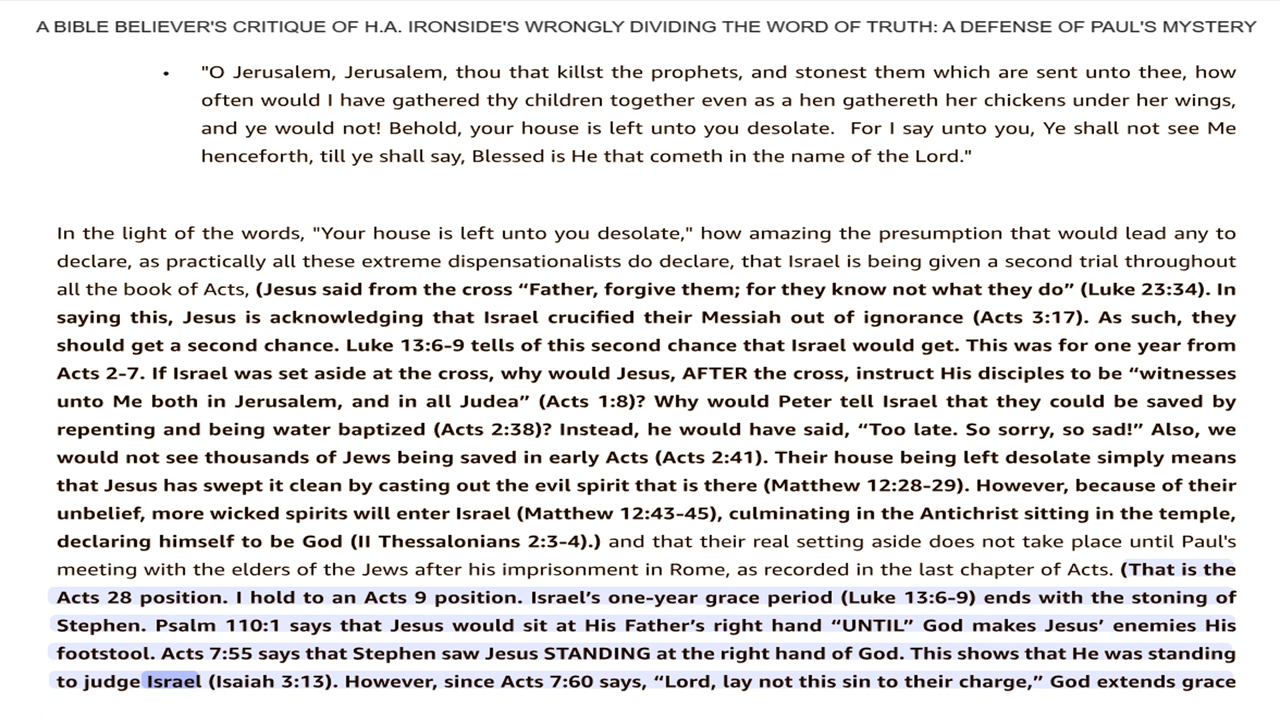 A BIBLE BELIEVER'S CRITIQUE OF H.A. IRONSIDE'S WRONGLY DIVIDING THE WORD OF TRUTH: A DEFENSE OF PAUL'S MYSTERY
• "O Jerusalem, Jerusalem, thou that killst the prophets, and stonest them which are sent unto thee, how
often would I have gathered thy children together even as a hen gathereth her chickens under her wings,
and ye would not! Behold, your house is left unto you desolate. For I say unto you, Ye shall not see Me
henceforth, till ye shall say, Blessed is He that cometh in the name of the Lord."
In the light of the words, "Your house is left unto you desolate," how amazing the presumption that would lead any to
declare, as practically all these extreme dispensationalists do declare, that Israel is being given a second trial throughout
all the book of Acts, (Jesus said from the cross “Father, forgive them; for they know not what they do” (Luke 23:34). In
saying this, Jesus is acknowledging that Israel crucified their Messiah out of ignorance (Acts 3:17). As such, they
should get a second chance. Luke 13:6-9 tells of this second chance that Israel would get. This was for one year from
Acts 2-7. If Israel was set aside at the cross, why would Jesus, AFTER the cross, instruct His disciples to be “witnesses
unto Me both in Jerusalem, and in all Judea” (Acts 1:8)? Why would Peter tell Israel that they could be saved by
repenting and being water baptized (Acts 2:38)? Instead, he would have said, “Too late. So sorry, so sad!” Also, we
would not see thousands of Jews being saved in early Acts (Acts 2:41). Their house being left desolate simply means
that Jesus has swept it clean by casting out the evil spirit that is there (Matthew 12:28-29). However, because of their
unbelief, more wicked spirits will enter Israel (Matthew 12:43-45), culminating in the Antichrist sitting in the temple,
declaring himself to be God (II Thessalonians 2:3-4).) and that their real setting aside does not take place until Paul's
meeting with the elders of the Jews after his imprisonment in Rome, as recorded in the last chapter of Acts. (That is the
Acts 28 position. I hold to an Acts 9 position. Israel’s one-year grace period (Luke 13:6-9) ends with the stoning of
Stephen. Psalm 110:1 says that Jesus would sit at His Father’s right hand “UNTIL” God makes Jesus’ enemies His
footstool. Acts 7:55 says that Stephen saw Jesus STANDING at the right hand of God. This shows that He was standing
to judge Israel (Isaiah 3:13). However, since Acts 7:60 says, “Lord, lay not this sin to their charge,” God extends grace